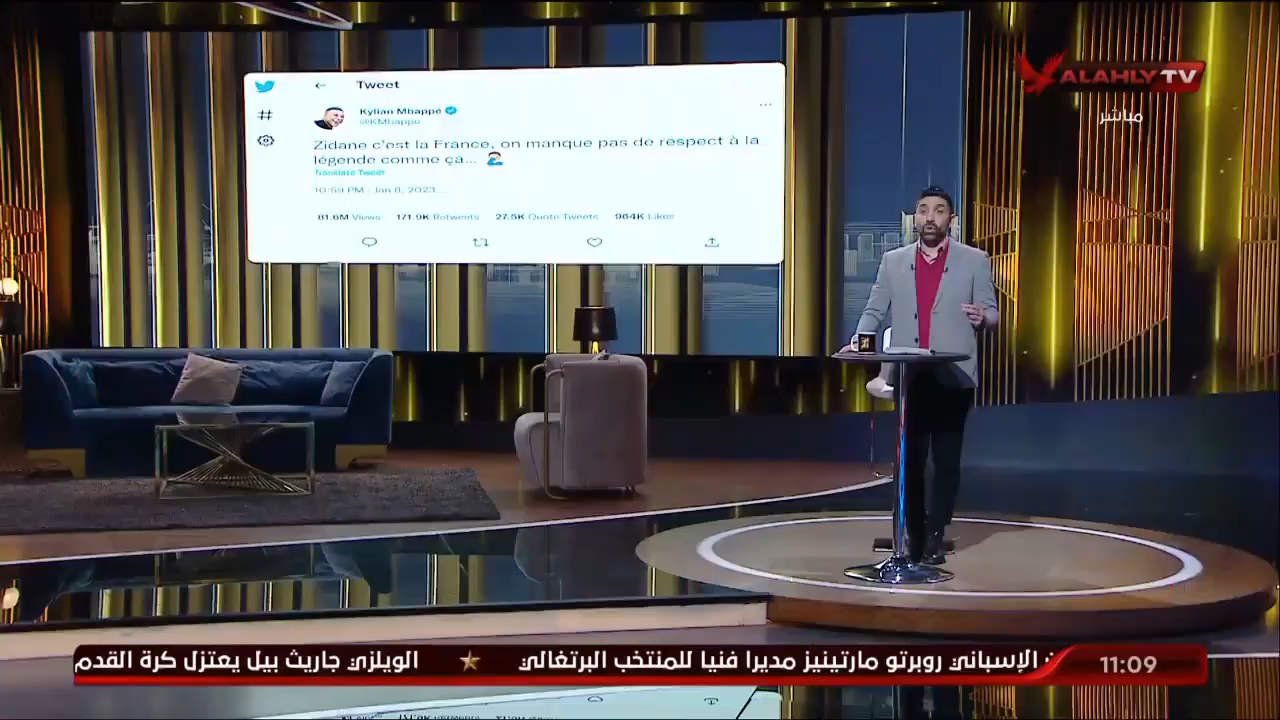 Tweet
Kylian Mbappé
@KMbappe
Zidane c'est la France, on manque pas de respect à la
légende comme ça...
Translate Tweet
10:59 PM · Jan 8, 2023
81.6M Views 171.9K Retweets 27.5K Quote Tweets 964K Likes
ALAHLY TV
مباشر
الإسباني روبرتو مارتينيز مديرا فنيا للمنتخب البرتغالي
الويلزي جاريث بيل يعتزل كرة القدم
11:09